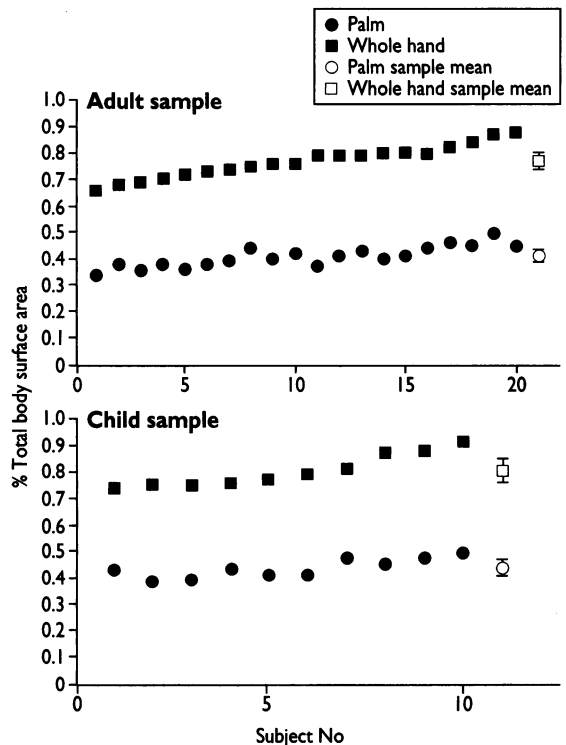 Palm
Whole hand
Palm sample mean
Whole hand sample mean
Adult sample
1.0
0.9
0.8
0.7
0.6
0.5
0.4
0.3
0.2
0.1
0
0 5 10 15 20
Child sample
1.0
0.9
0.8
0.7
0.6
0.5
0.4
0.3
0.2
0.1
0
0 5 10
% Total body surface area
Subject No